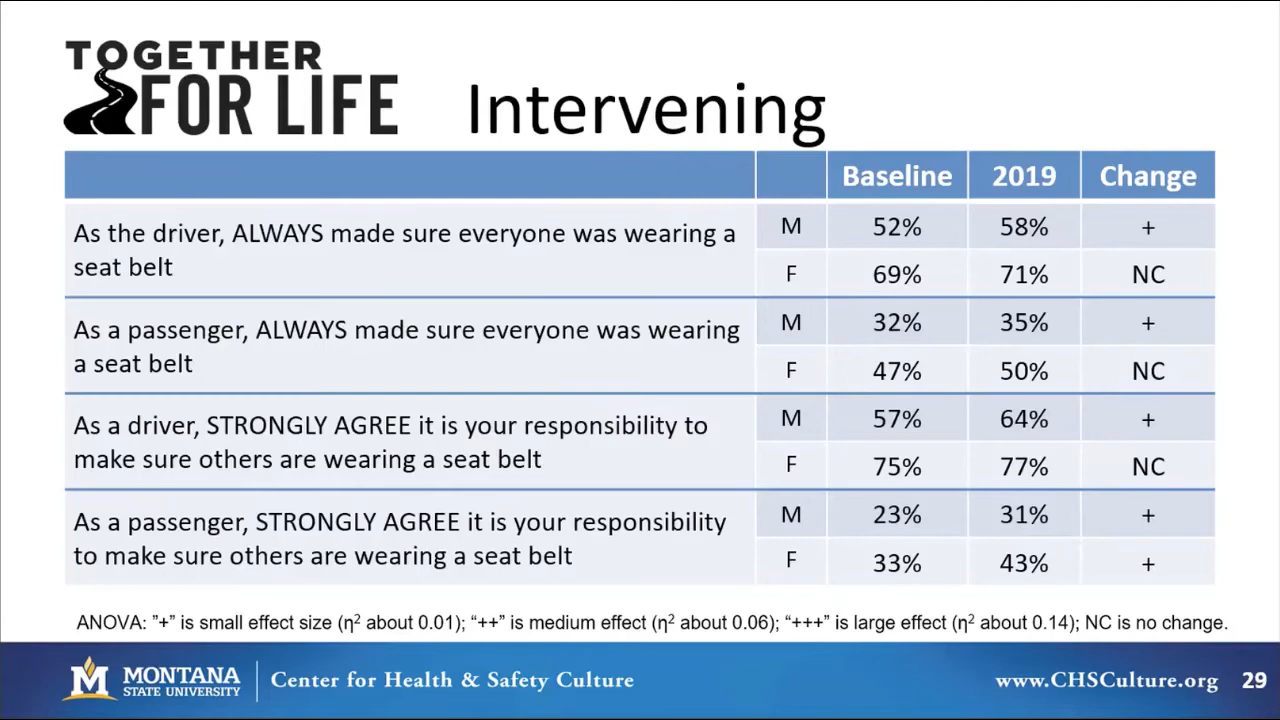 TOGETHER
FOR LIFE
Intervening
Baseline 2019 Change
As the driver, ALWAYS made sure everyone was wearing a
seat belt
M 52% 58% +
F 69% 71% NC
As a passenger, ALWAYS made sure everyone was wearing
a seat belt
M 32% 35% +
F 47% 50% NC
As a driver, STRONGLY AGREE it is your responsibility to
make sure others are wearing a seat belt
M 57% 64% +
F 75% 77% NC
As a passenger, STRONGLY AGREE it is your responsibility
to make sure others are wearing a seat belt
M 23% 31% +
F 33% 43% +
ANOVA: ”+” is small effect size (η² about 0.01); “++” is medium effect (η² about 0.06); “+++” is large effect (η² about 0.14); NC is no change.
M MONTANA
STATE UNIVERSITY
Center for Health & Safety Culture
www.CHSCulture.org 29